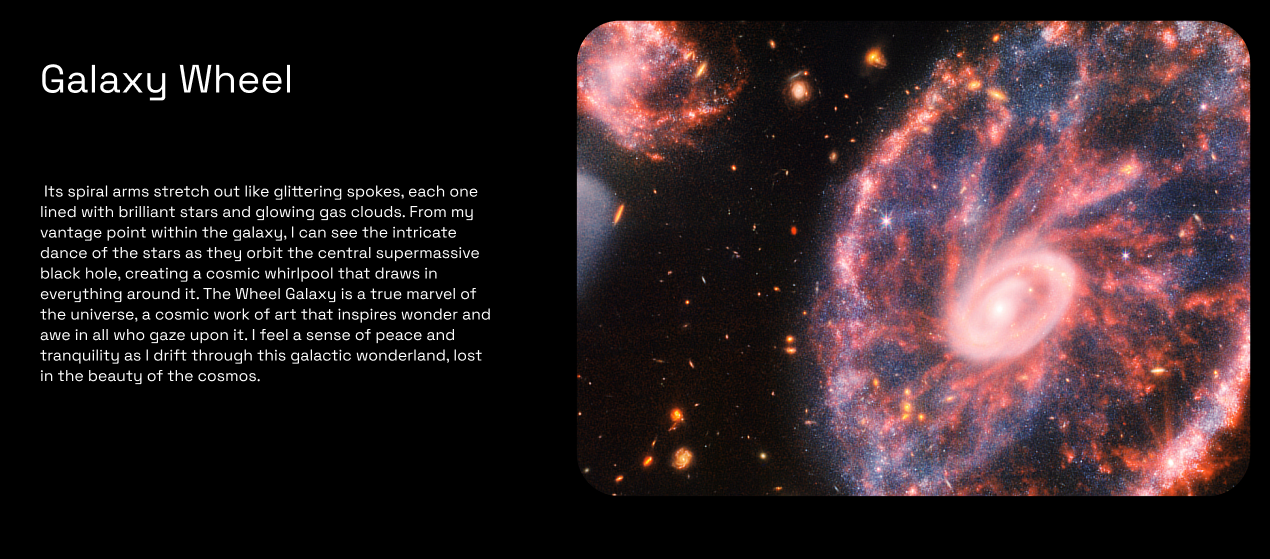 Galaxy Wheel
Its spiral arms stretch out like glittering spokes, each one
lined with brilliant stars and glowing gas clouds. From my
vantage point within the galaxy, I can see the intricate
dance of the stars as they orbit the central supermassive
black hole, creating a cosmic whirlpool that draws in
everything around it. The Wheel Galaxy is a true marvel of
the universe, a cosmic work of art that inspires wonder and
awe in all who gaze upon it. I feel a sense of peace and
tranquility as I drift through this galactic wonderland, lost
in the beauty of the cosmos.